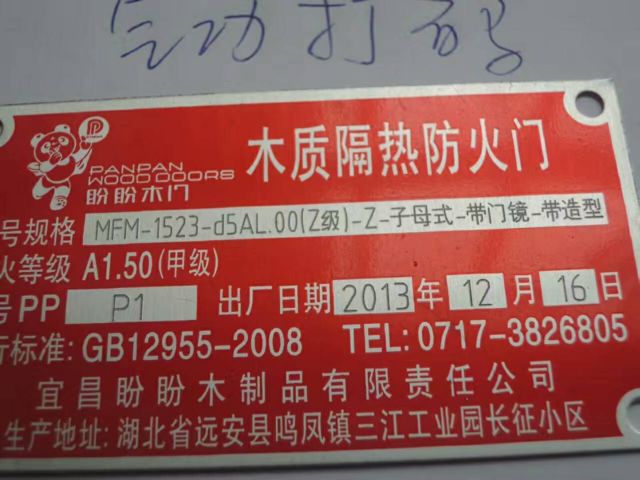 气动打码
PANPAN
WOOD DOORS
盼盼木门
木质隔热防火门
号规格 MFM-1523-d5AL.00(Z级)-Z-子母式-带门镜-带造型
火等级 A1.50(甲级)
号PP P1 出厂日期 2013 年 12 月 16 日
行标准: GB12955-2008 TEL: 0717-3826805
宜昌盼盼木制品有限责任公司
生产地址: 湖北省远安县鸣凤镇三江工业园长征小区